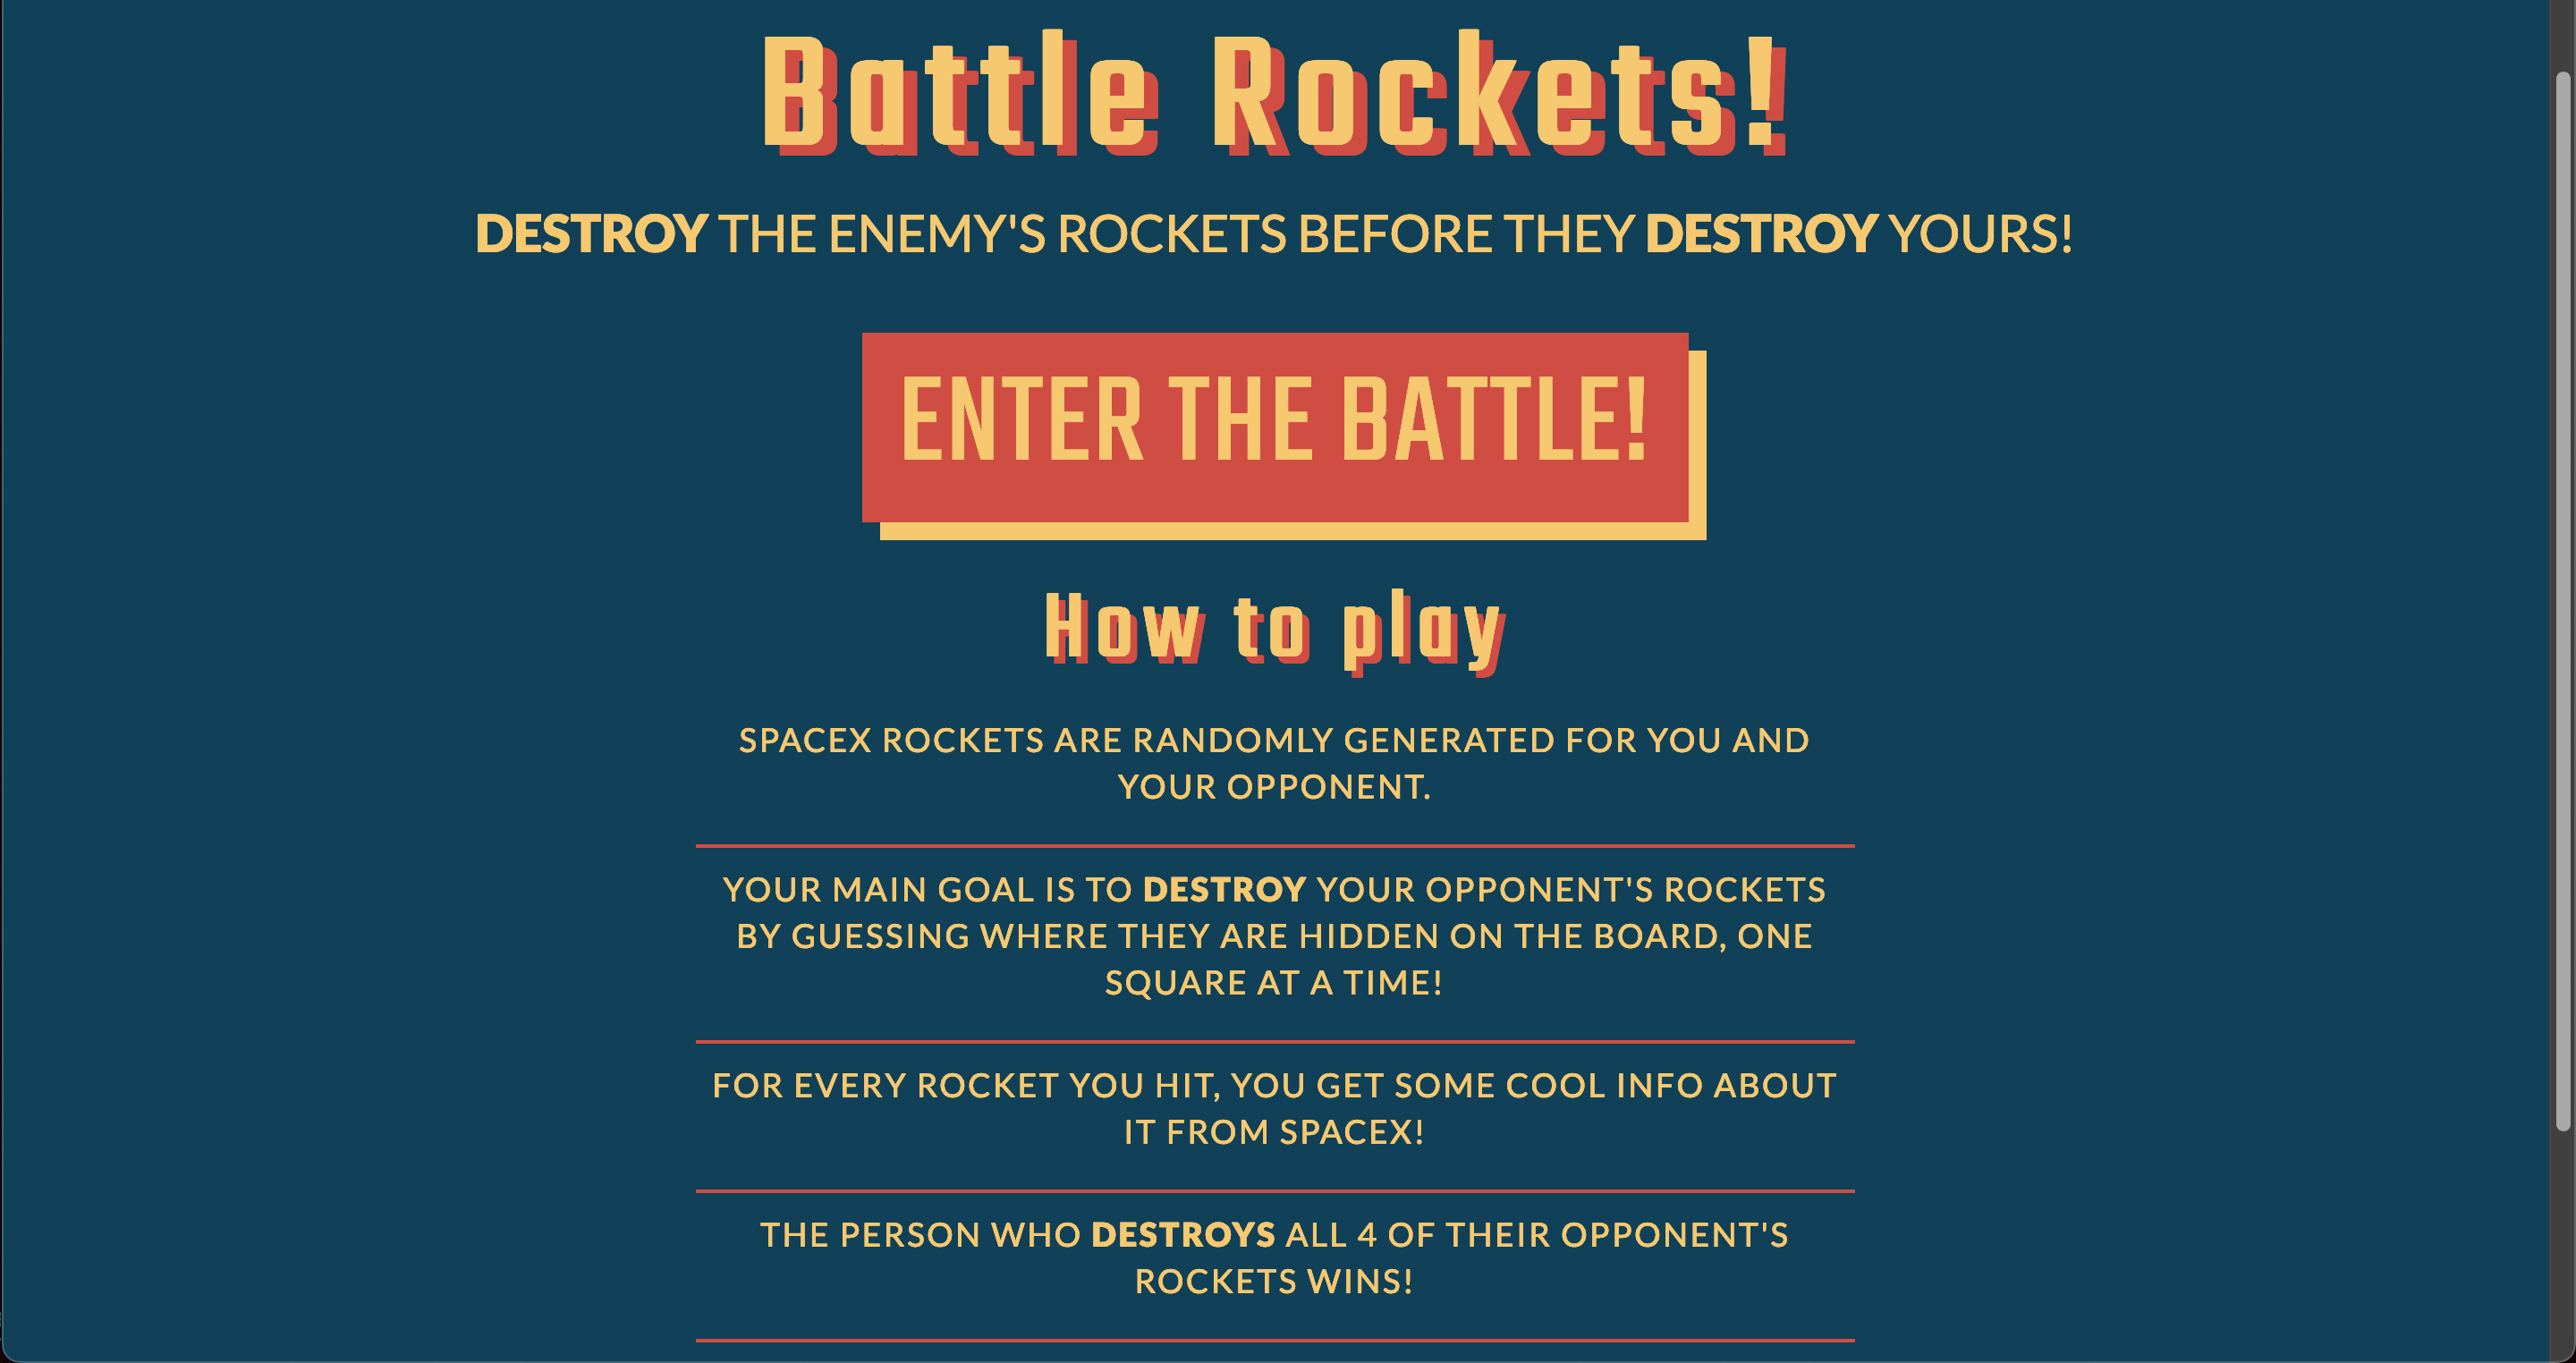 Battle Rockets!
DESTROY THE ENEMY'S ROCKETS BEFORE THEY DESTROY YOURS!
ENTER THE BATTLE!
How to play
SPACEX ROCKETS ARE RANDOMLY GENERATED FOR YOU AND
YOUR OPPONENT.
YOUR MAIN GOAL IS TO DESTROY YOUR OPPONENT'S ROCKETS
BY GUESSING WHERE THEY ARE HIDDEN ON THE BOARD, ONE
SQUARE AT A TIME!
FOR EVERY ROCKET YOU HIT, YOU GET SOME COOL INFO ABOUT
IT FROM SPACEX!
THE PERSON WHO DESTROYS ALL 4 OF THEIR OPPONENT'S
ROCKETS WINS!